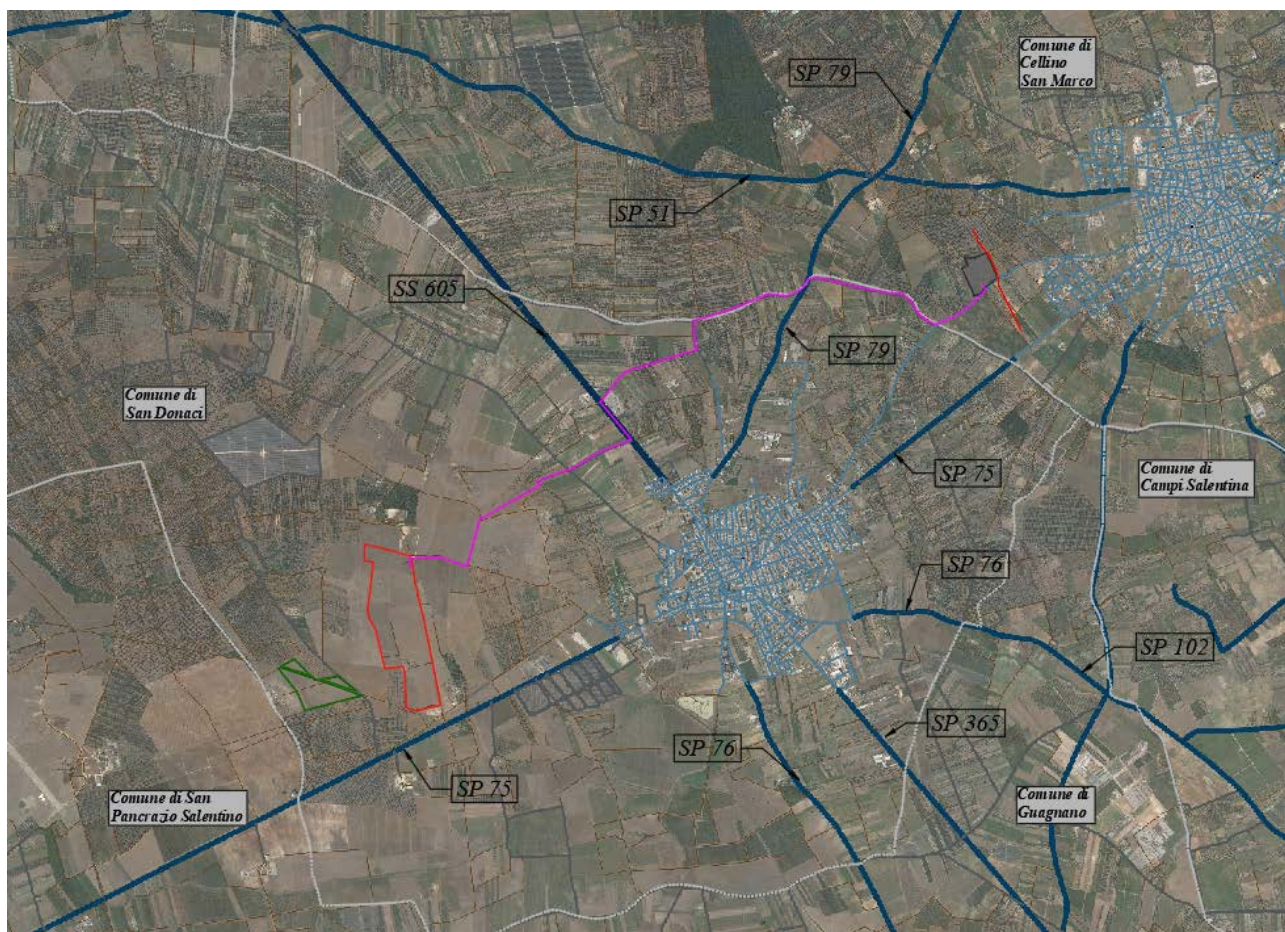 Comune di
Cellino
San Marco
SP 79
SP 51
SS 605
SP 79
Comune di
San Donaci
SP 75
Comune di
Campi Salentina
SP 76
SP 102
SP 365
SP 76
SP 75
Comune di San
Pancrazio Salentino
Comune di
Guagnano